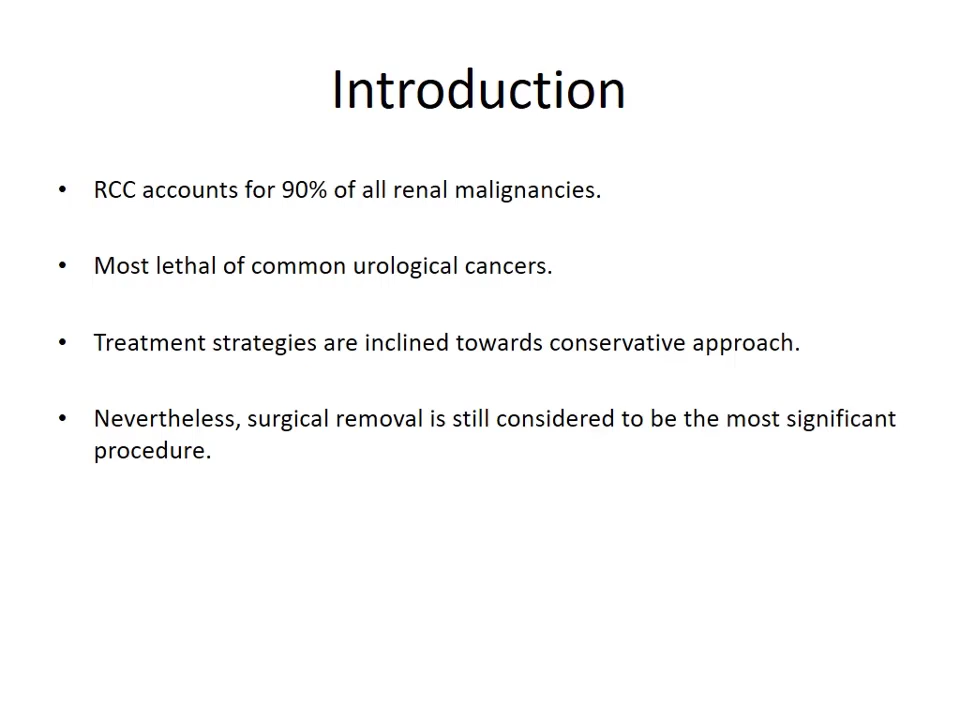 Introduction
• RCC accounts for 90% of all renal malignancies.
• Most lethal of common urological cancers.
• Treatment strategies are inclined towards conservative approach.
• Nevertheless, surgical removal is still considered to be the most significant
procedure.